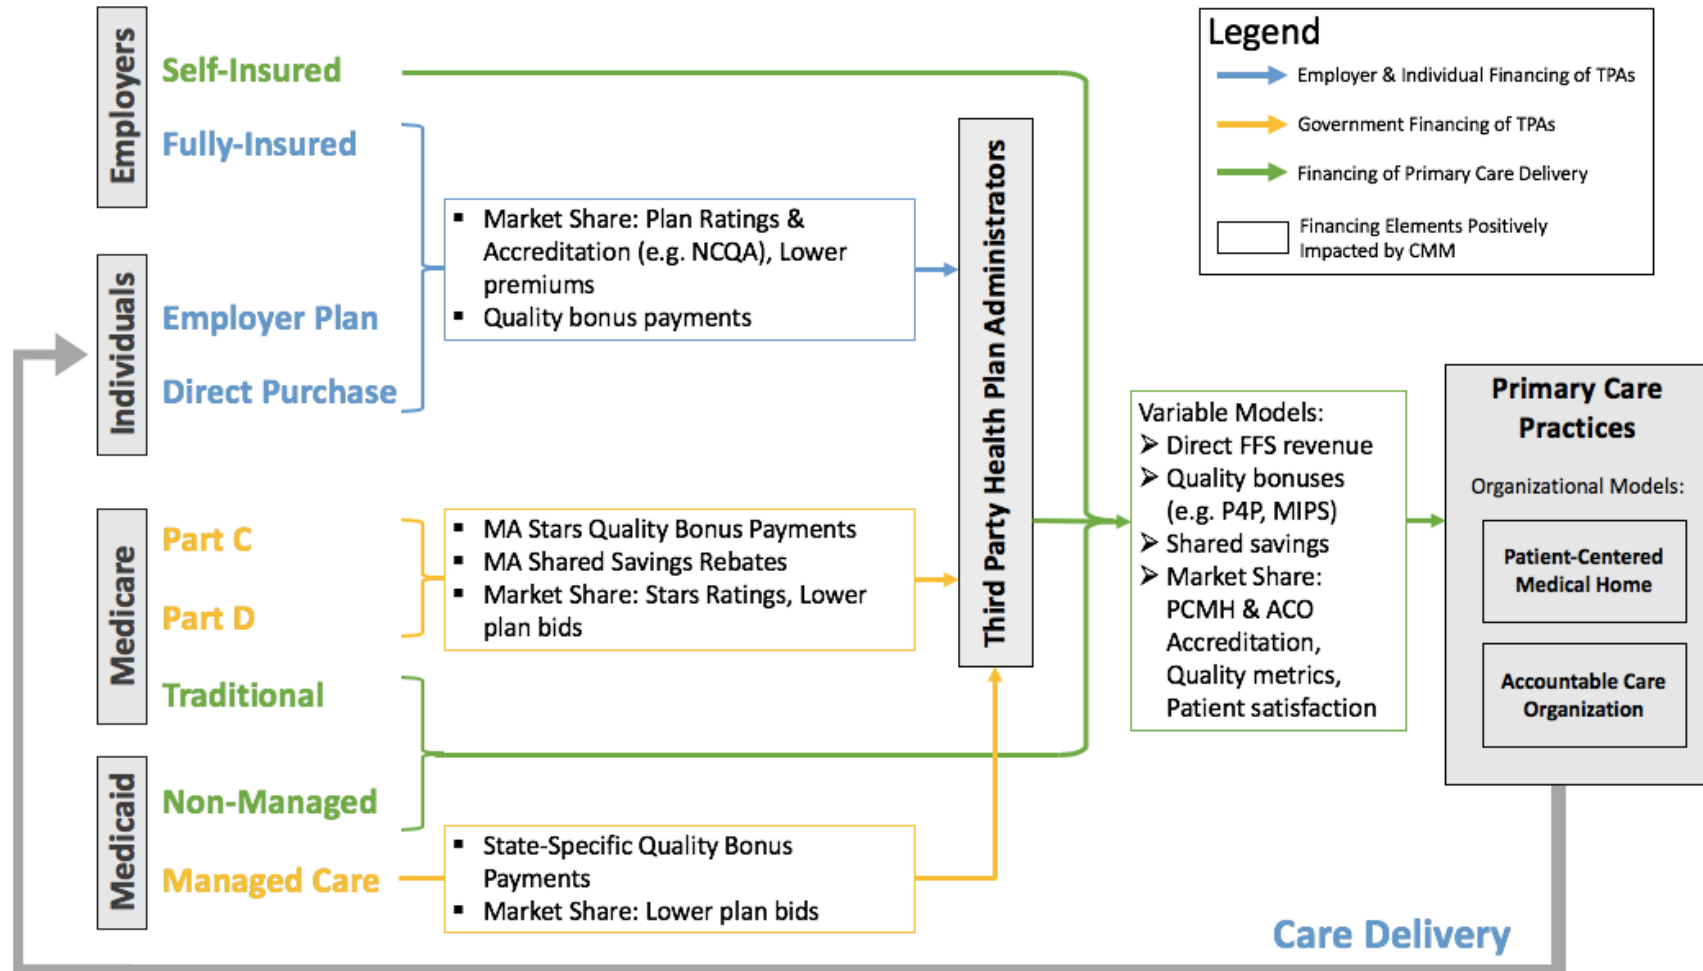 Employers
Self-Insured
Fully-Insured
Individuals
Employer Plan
Direct Purchase
Medicare
Part C
Part D
Traditional
Medicaid
Non-Managed
Managed Care
▪ Market Share: Plan Ratings &
Accreditation (e.g. NCQA), Lower
premiums
▪ Quality bonus payments
▪ MA Stars Quality Bonus Payments
▪ MA Shared Savings Rebates
▪ Market Share: Stars Ratings, Lower
plan bids
▪ State-Specific Quality Bonus
Payments
▪ Market Share: Lower plan bids
Third Party Health Plan Administrators
Variable Models:
➢ Direct FFS revenue
➢ Quality bonuses
(e.g. P4P, MIPS)
➢ Shared savings
➢ Market Share:
PCMH & ACO
Accreditation,
Quality metrics,
Patient satisfaction
Legend
Employer & Individual Financing of TPAs
Government Financing of TPAs
Financing of Primary Care Delivery
Financing Elements Positively
Impacted by CMM
Primary Care
Practices
Organizational Models:
Patient-Centered
Medical Home
Accountable Care
Organization
Care Delivery